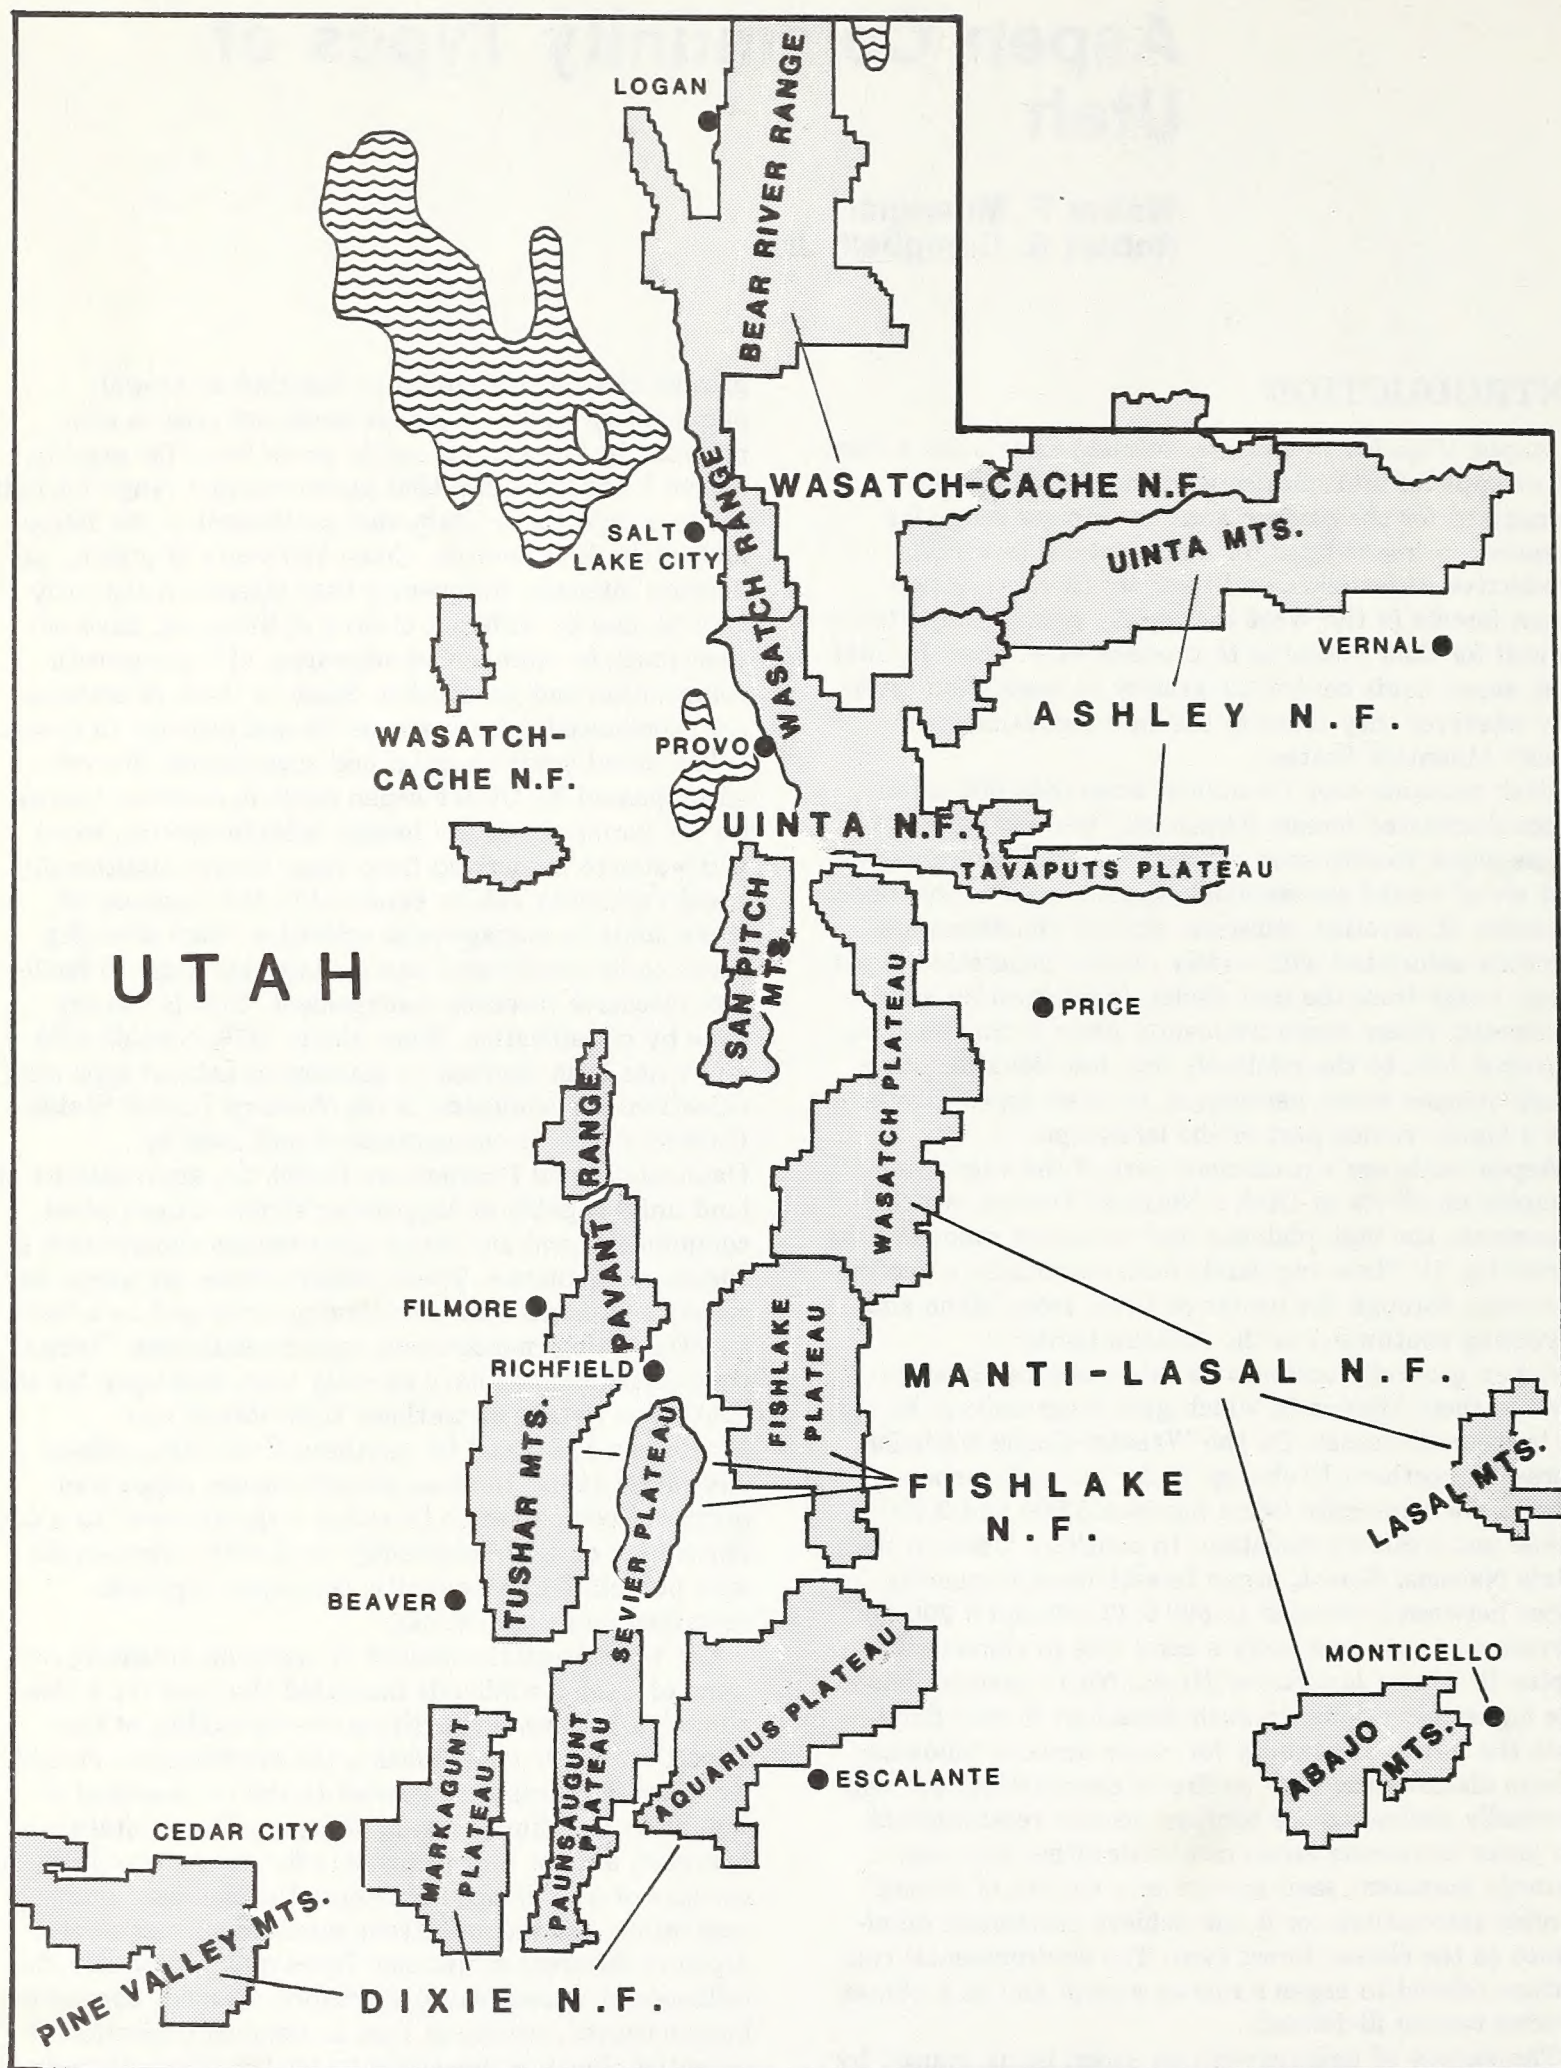 LOGAN
BEAR RIVER RANGE
WASATCH-CACHE N.F.
WASATCH RANGE
SALT
LAKE CITY
UINTA MTS.
VERNAL
ASHLEY N.F.
WASATCH-
CACHE N.F.
PROVO
UINTA N.F.
TAVAPUTS PLATEAU
SAN PITCH
MTS.
UTAH
PRICE
WASATCH PLATEAU
PAVANT RANGE
FILMORE
RICHFIELD
FISHLAKE
PLATEAU
MANTI-LASAL N.F.
LASAL MTS.
TUSHAR MTS.
SEVIER PLATEAU
FISHLAKE
N.F.
BEAVER
MONTICELLO
ABAJO
MTS.
AQUARIUS PLATEAU
ESCALANTE
PAUNSAUGUNT
PLATEAU
MARKAGUNT
PLATEAU
CEDAR CITY
PINE VALLEY MTS.
DIXIE N.F.